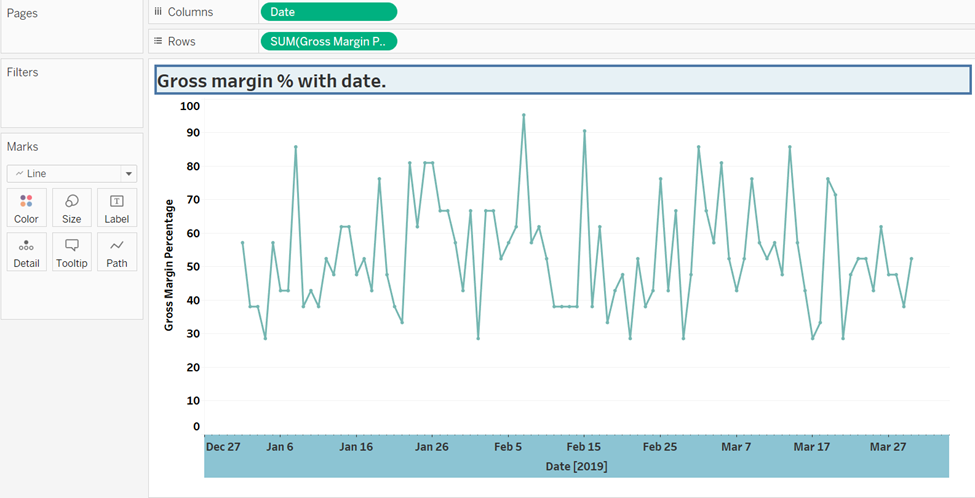 Pages
Columns
Date
Rows
SUM(Gross Margin P..
Filters
Marks
Line
Color
Size
Label
Detail
Tooltip
Path
Gross margin % with date.
Gross Margin Percentage
100
90
80
70
60
50
40
30
20
10
0
Dec 27 Jan 6 Jan 16 Jan 26 Feb 5 Feb 15 Feb 25 Mar 7 Mar 17 Mar 27
Date [2019]